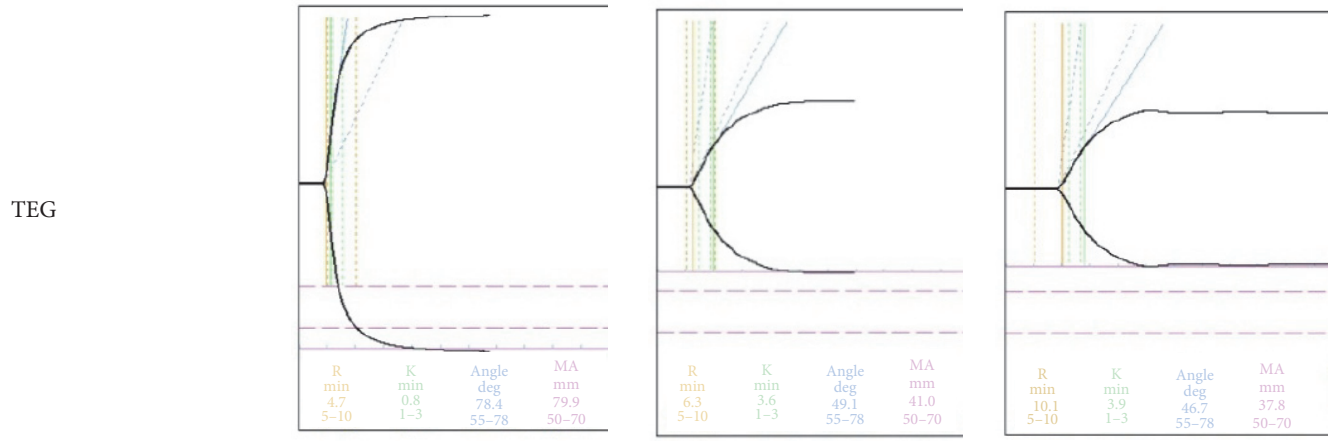 TEG
R
min
4.7
5–10
K
min
0.8
1–3
Angle
deg
78.4
55–78
MA
mm
79.9
50–70
R
min
6.3
5–10
K
min
3.6
1–3
Angle
deg
49.1
55–78
MA
mm
41.0
50–70
R
min
10.1
5–10
K
min
3.9
1–3
Angle
deg
46.7
55–78
MA
mm
37.8
50–70